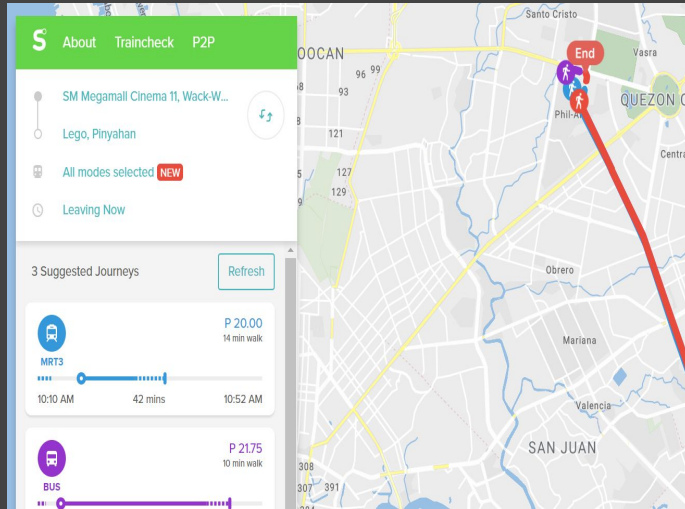 S About Traincheck P2P
SM Megamall Cinema 11, Wack-W...
Lego, Pinyahan
All modes selected NEW
Leaving Now
3 Suggested Journeys Refresh
P 20.00
14 min walk
MRT3
10:10 AM 42 mins 10:52 AM
P 21.75
10 min walk
BUS
Santo Cristo
OOCAN
End
Vasra
96 99
93
QUEZON C
Phil-A
121
Centra
127
129
Obrero
Mariana
Valencia
SAN JUAN
308
307 391